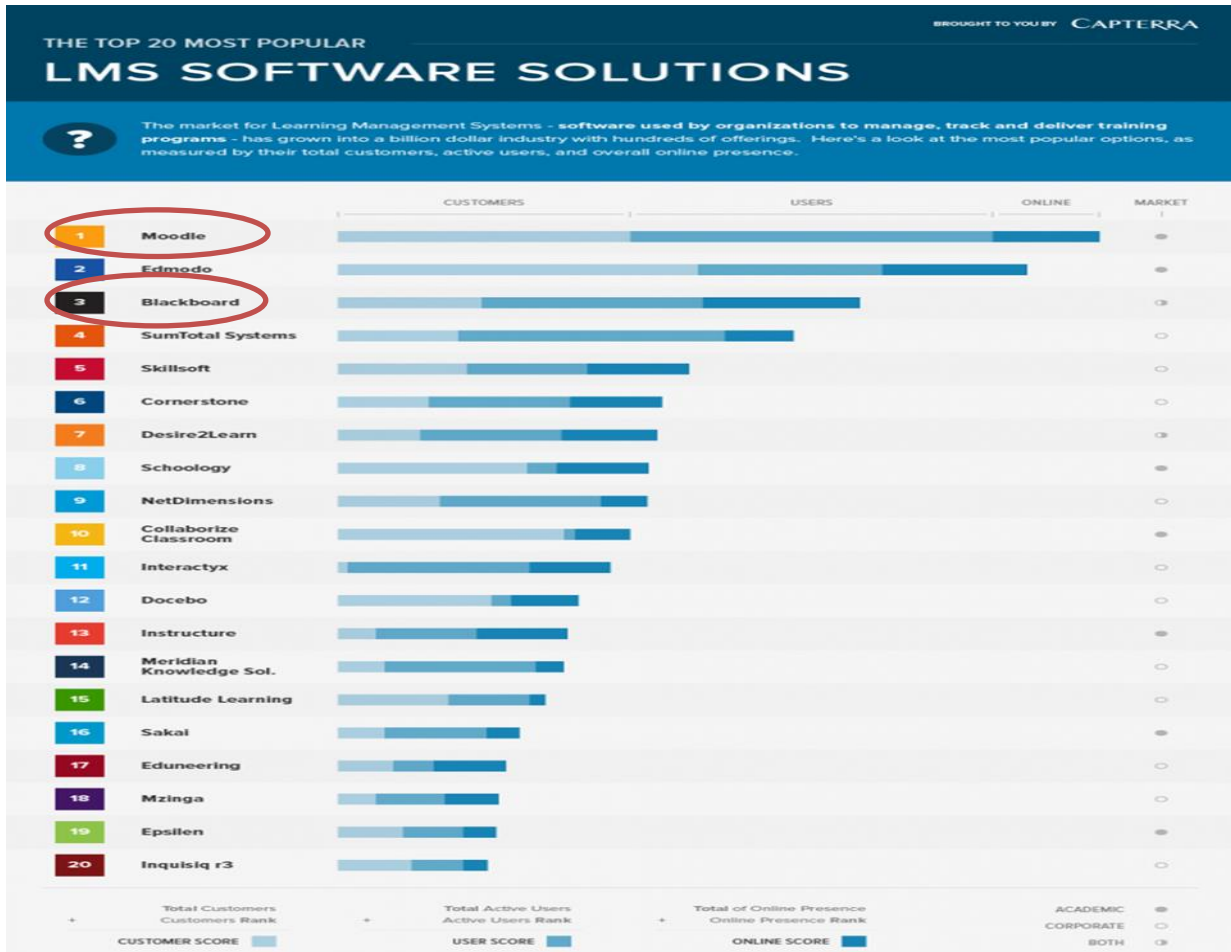 BROUGHT TO YOU BY CAPTERRA
THE TOP 20 MOST POPULAR
LMS SOFTWARE SOLUTIONS
?
The market for Learning Management Systems - software used by organizations to manage, track and deliver training
programs - has grown into a billion dollar industry with hundreds of offerings. Here's a look at the most popular options, as
measured by their total customers, active users, and overall online presence.
CUSTOMERS USERS ONLINE MARKET
1 Moodle
2 Edmodo
3 Blackboard
4 SumTotal Systems
5 Skillsoft
6 Cornerstone
7 Desire2Learn
8 Schoology
9 NetDimensions
10 Collaborize
Classroom
11 Interactyx
12 Docebo
13 Instructure
14 Meridian
Knowledge Sol.
15 Latitude Learning
16 Sakai
17 Eduneering
18 Mzinga
19 Epsilen
20 Inquisiq r3
Total Customers
+ Customers Rank
CUSTOMER SCORE
Total Active Users
+ Active Users Rank
USER SCORE
Total of Online Presence
+ Online Presence Rank
ONLINE SCORE
ACADEMIC
CORPORATE
BOTH